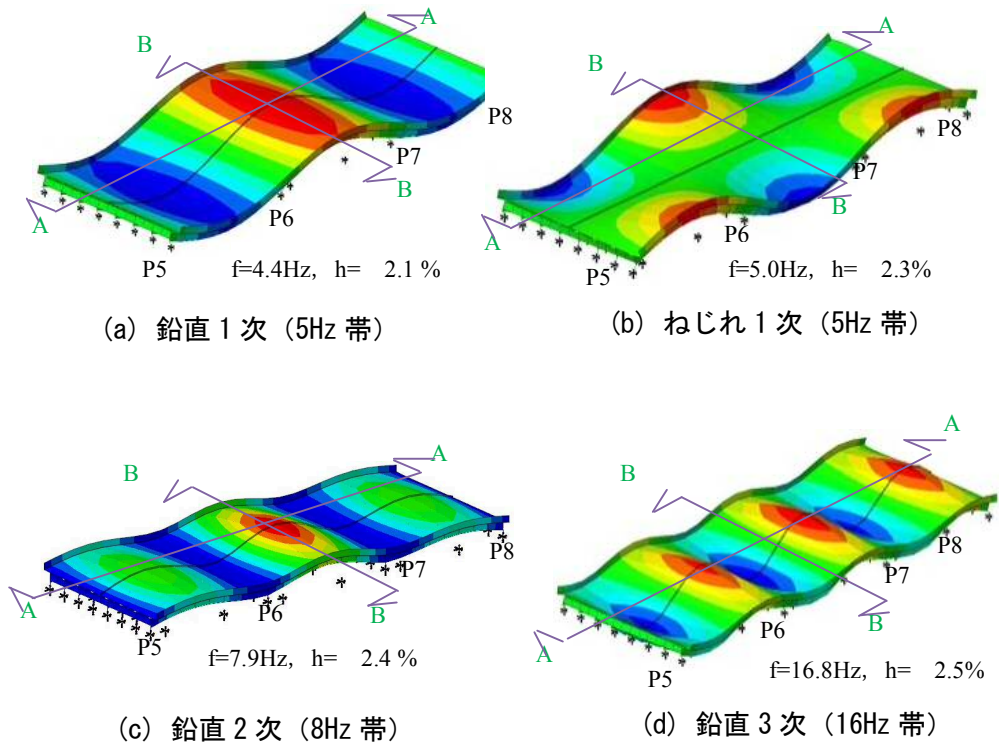 A
B
P8
P7
B
A
P6
P5
f=4.4Hz, h= 2.1 %
(a) 鉛直 1 次 (5Hz 帯)
A
B
P8
P7
B
A
P6
P5
f=5.0Hz, h= 2.3%
(b) ねじれ 1 次 (5Hz 帯)
A
B
P8
P7
A
P6
B
P5
f=7.9Hz, h= 2.4 %
(c) 鉛直 2 次 (8Hz 帯)
A
B
P8
P7
P6
B
A
P5
f=16.8Hz, h= 2.5%
(d) 鉛直 3 次 (16Hz 帯)